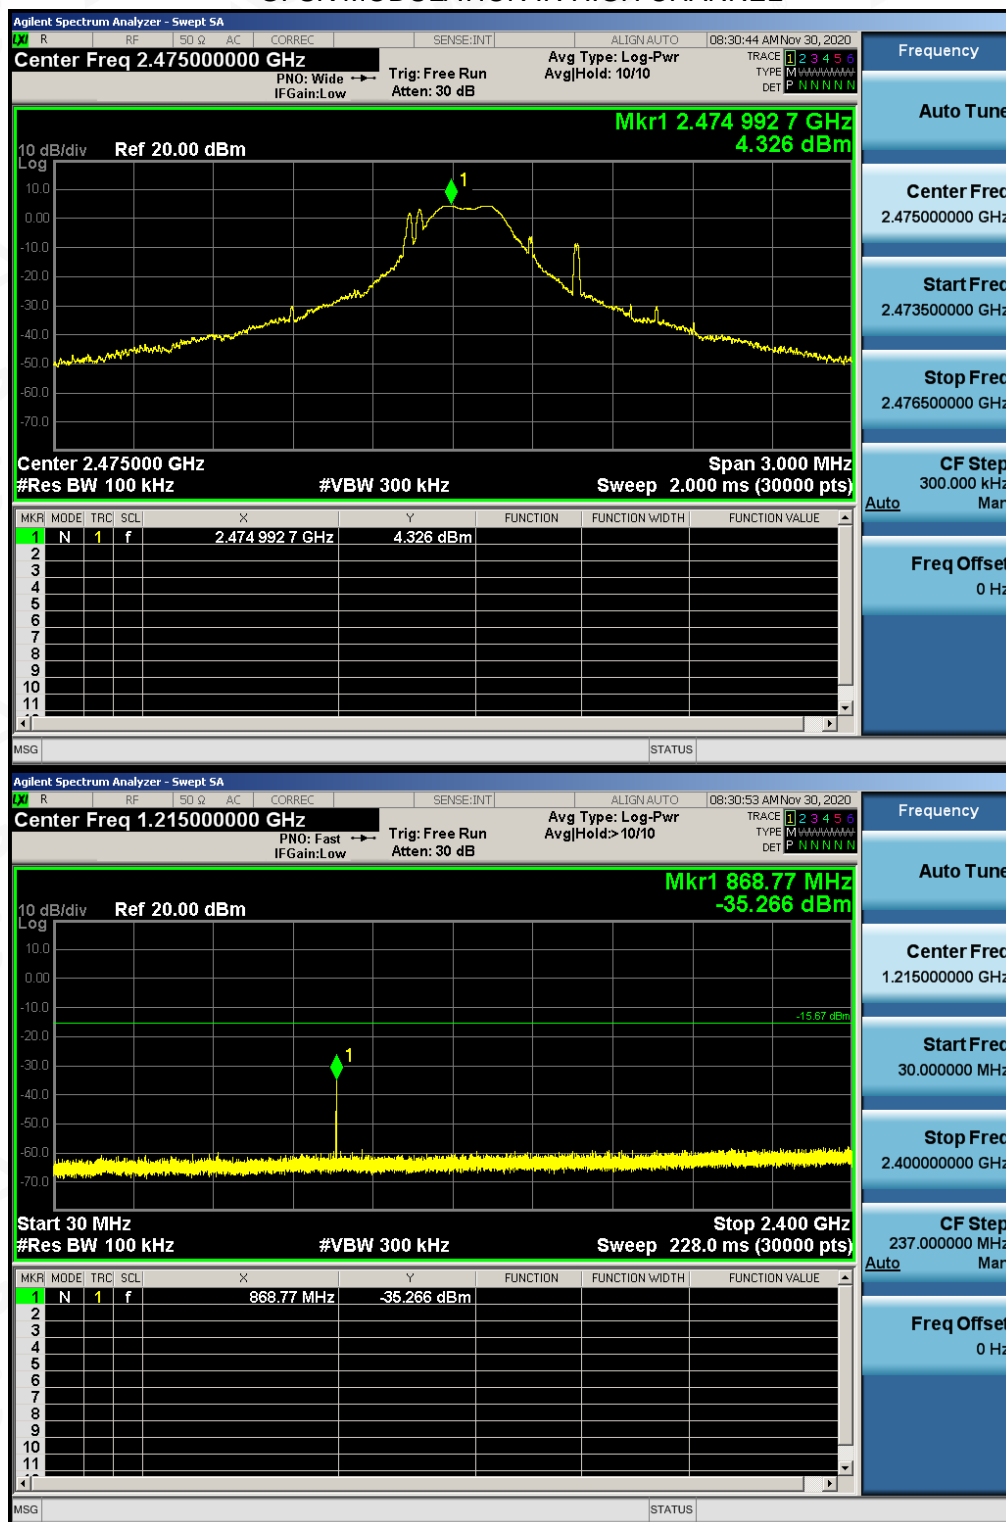 Agilent Spectrum Analyzer - Swept SA
LXI R RF 50 Ω AC CORREC SENSE:INT ALIGN AUTO 08:30:44 AM Nov 30, 2020
Center Freq 2.475000000 GHz
PNO: Wide
IFGain:Low
Trig: Free Run
Atten: 30 dB
Avg Type: Log-Pwr
Avg|Hold: 10/10
TRACE 1 2 3 4 5 6
TYPE M WWWWW
DET P N N N N N
Mkr1 2.474 992 7 GHz
4.326 dBm
10 dB/div Ref 20.00 dBm
Log
10.0
0.00
-10.0
-20.0
-30.0
-40.0
-50.0
-60.0
-70.0
1
Center 2.475000 GHz Span 3.000 MHz
#Res BW 100 kHz #VBW 300 kHz Sweep 2.000 ms (30000 pts)
MKR MODE TRC SCL X Y FUNCTION FUNCTION WIDTH FUNCTION VALUE
1 N 1 f 2.474 992 7 GHz 4.326 dBm
2
3
4
5
6
7
8
9
10
11
MSG STATUS
Frequency
Auto Tune
Center Freq
2.475000000 GHz
Start Freq
2.473500000 GHz
Stop Freq
2.476500000 GHz
CF Step
300.000 kHz
Auto Man
Freq Offset
0 Hz
Agilent Spectrum Analyzer - Swept SA
LXI R RF 50 Ω AC CORREC SENSE:INT ALIGN AUTO 08:30:53 AM Nov 30, 2020
Center Freq 1.215000000 GHz
PNO: Fast
IFGain:Low
Trig: Free Run
Atten: 30 dB
Avg Type: Log-Pwr
Avg|Hold:>10/10
TRACE 1 2 3 4 5 6
TYPE M WWWWW
DET P N N N N N
Mkr1 868.77 MHz
-35.266 dBm
10 dB/div Ref 20.00 dBm
Log
10.0
0.00
-10.0
-20.0
-30.0
-40.0
-50.0
-60.0
-70.0
-15.67 dBm
1
Start 30 MHz Stop 2.400 GHz
#Res BW 100 kHz #VBW 300 kHz Sweep 228.0 ms (30000 pts)
MKR MODE TRC SCL X Y FUNCTION FUNCTION WIDTH FUNCTION VALUE
1 N 1 f 868.77 MHz -35.266 dBm
2
3
4
5
6
7
8
9
10
11
MSG STATUS
Frequency
Auto Tune
Center Freq
1.215000000 GHz
Start Freq
30.000000 MHz
Stop Freq
2.400000000 GHz
CF Step
237.000000 MHz
Auto Man
Freq Offset
0 Hz